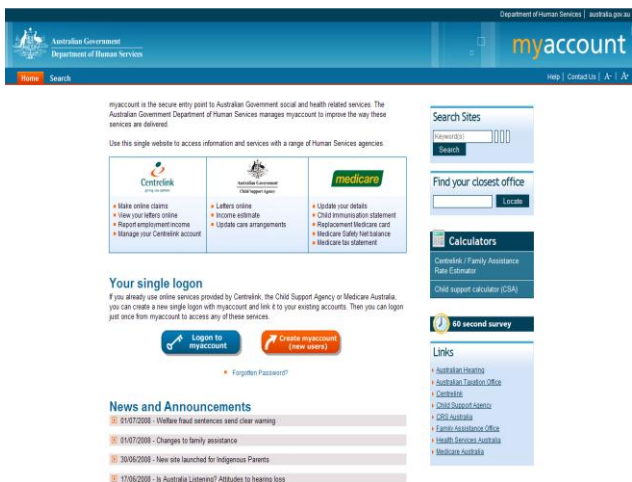 Department of Human Services | australia.gov.au
Australian Government
Department of Human Services
myaccount
Home Search
Help | Contact Us | A- | A+
myaccount is the secure entry point to Australian Government social and health related services. The
Australian Government Department of Human Services manages myaccount to improve the way these
services are delivered.
Use this single website to access information and services with a range of Human Services agencies.
Centrelink
giving you options
Make online claims
View your letters online
Report employment income
Manage your Centrelink account
Australian Government
Child Support Agency
Letters online
Income estimate
Update care arrangements
medicare
Update your details
Child Immunisation statement
Replacement Medicare card
Medicare Safety Net balance
Medicare tax statement
Your single logon
If you already use online services provided by Centrelink, the Child Support Agency or Medicare Australia,
you can create a new single logon with myaccount and link it to your existing accounts. Then you can logon
just once from myaccount to access any of these services.
Logon to
myaccount
Create myaccount
(new users)
Forgotten Password?
News and Announcements
01/07/2008 - Welfare fraud sentences send clear warning
01/07/2008 - Changes to family assistance
30/06/2008 - New site launched for Indigenous Parents
17/06/2008 - Is Australia Listening? Attitudes to hearing loss
Search Sites
Keyword(s)
Search
Find your closest office
Locate
Calculators
Centrelink / Family Assistance
Rate Estimator
Child support calculator (CSA)
60 second survey
Links
Australian Hearing
Australian Taxation Office
Centrelink
Child Support Agency
CRS Australia
Family Assistance Office
Health Services Australia
Medicare Australia